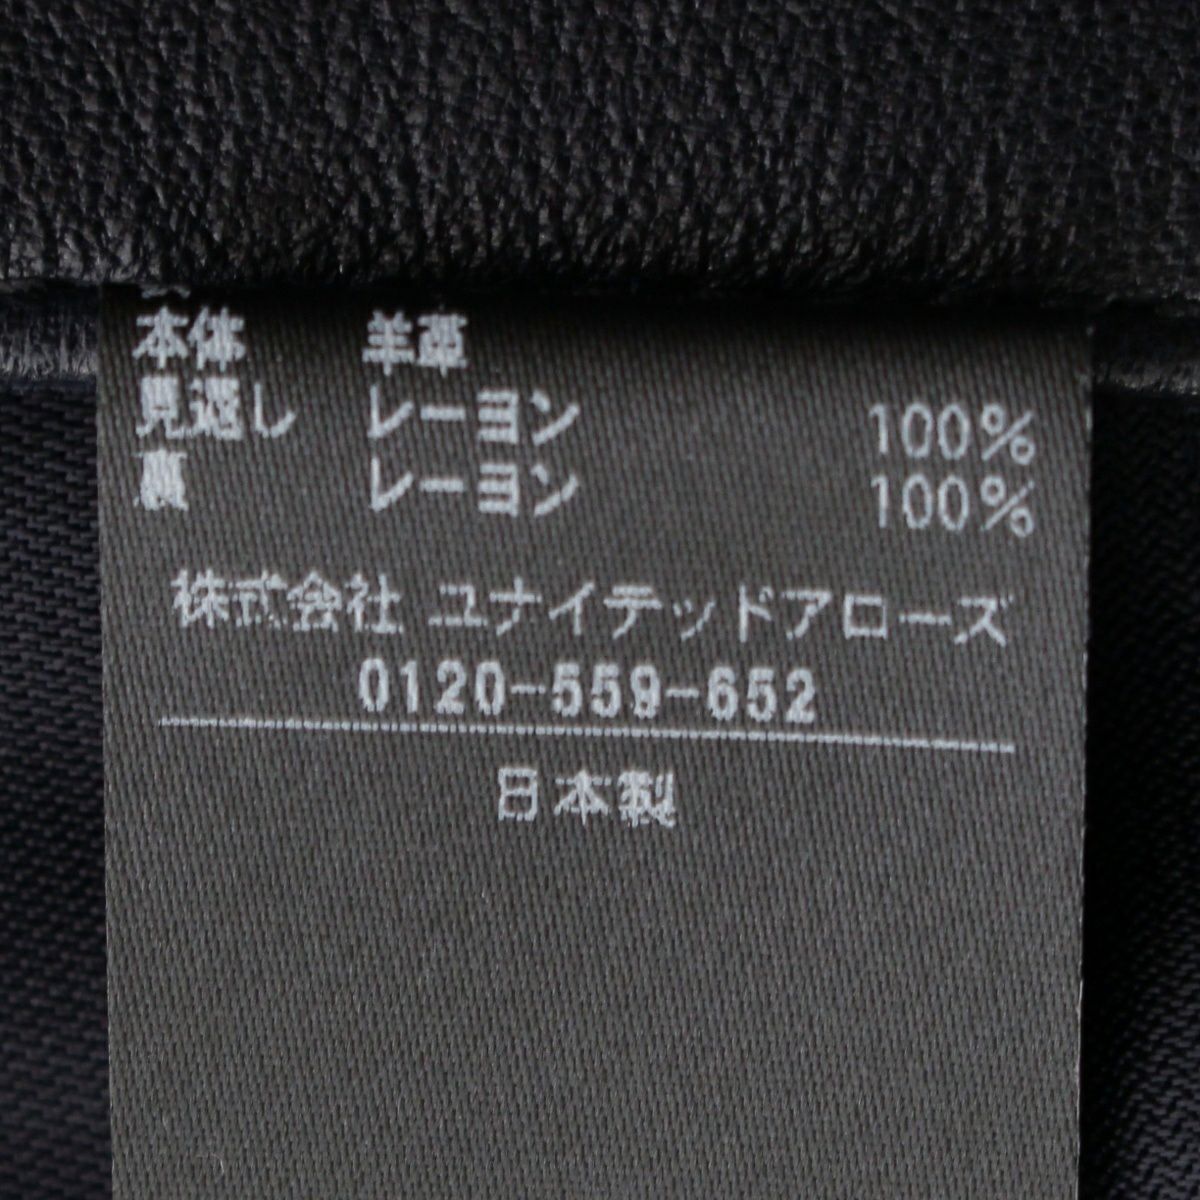 本体 羊革
見返し レーヨン 100%
裏 レーヨン 100%
株式会社 ユナイテッドアローズ
0120-559-652
日本製